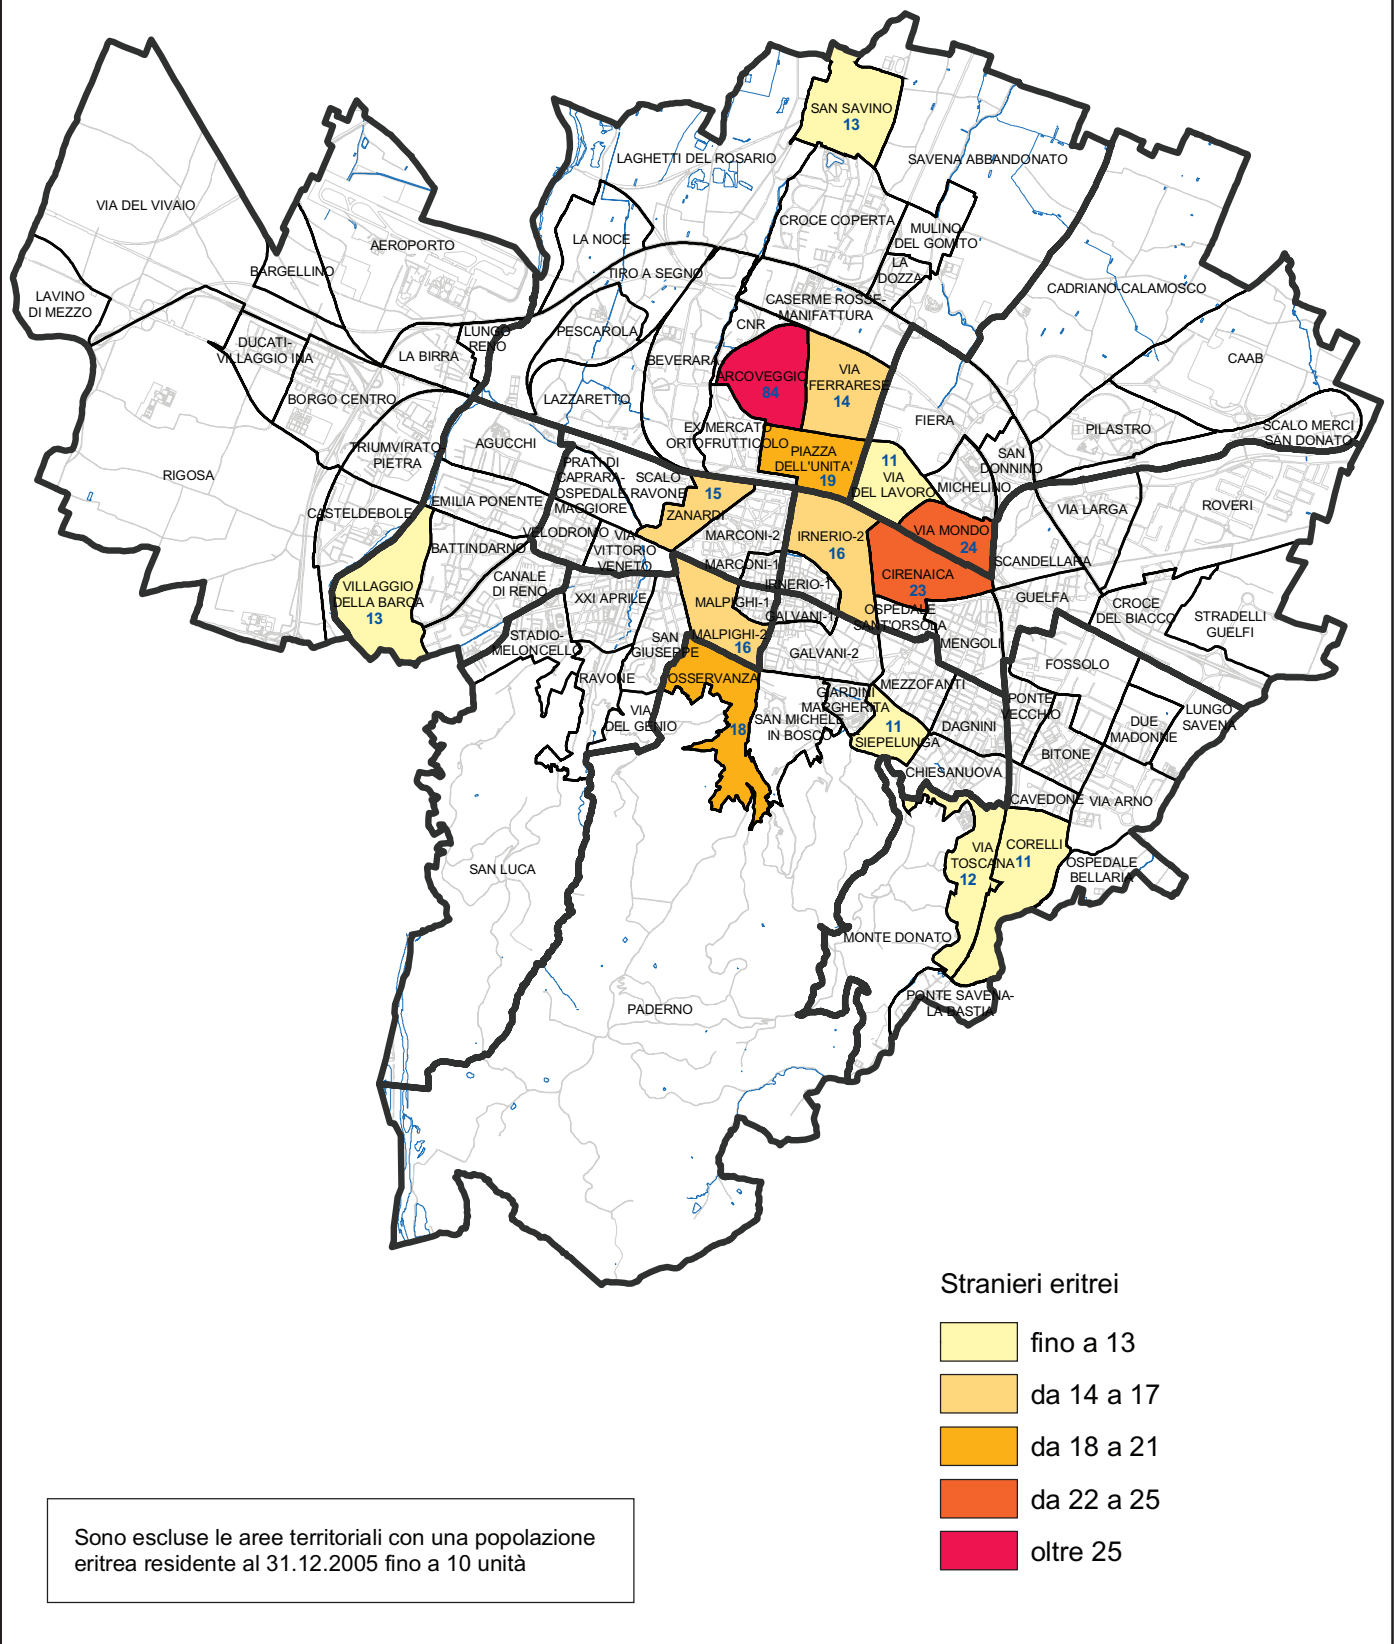 SAN SAVINO
13
LAGHETTI DEL ROSARIO
SAVENA ABBANDONATO
VIA DEL VIVAIO
CROCE COPERTA
MULINO
DEL GOMITO
AEROPORTO
LA NOCE
LA
DOZZA
BARGELLINO
TIRO A SEGNO
CADRIANO-CALAMOSCO
LAVINO
DI MEZZO
CASERME ROSSE-
MANIFATTURA
CNR
LUNGO
RENO
PESCAROLA
DUCATI-
VILLAGGIO INA
LA BIRRA
BEVERARA
CAAB
ARCOVEGGIO
84
VIA
FERRARESE
14
BORGO CENTRO
LAZZARETTO
FIERA
EX MERCATO
ORTOFRUTTICOLO
PILASTRO
SCALO MERCI
SAN DONATO
TRIUMVIRATO
PIETRA
AGUCCHI
PIAZZA
DELL'UNITA'
19
11
VIA
DEL LAVORO
SAN
DONNINO
MICHELINO
RIGOSA
PRATI DI
CAPRARA-
OSPEDALE
MAGGIORE
SCALO
RAVONE
15
ZANARDI
EMILIA PONENTE
CASTELDEBOLE
VIA LARGA
ROVERI
VELODROMO
VIA
VITTORIO
VENETO
MARCONI-2
IRNERIO-2
16
VIA MONDO
24
BATTINDARNO
MARCONI-1
SCANDELLARA
VILLAGGIO
DELLA BARCA
13
CANALE
DI RENO
IRNERIO-1
CIRENAICA
23
XXI APRILE
MALPIGHI-1
GALVANI-1
OSPEDALE
SANT'ORSOLA
GUELFA
CROCE
DEL BIACCO
STRADELLI
GUELFI
STADIO-
MELONCELLO
SAN
GIUSEPPE
MALPIGHI-2
16
GALVANI-2
MENGOLI
FOSSOLO
RAVONE
OSSERVANZA
18
GIARDINI
MARGHERITA
MEZZOFANTI
PONTE
VECCHIO
VIA
DEL GENIO
SAN MICHELE
IN BOSCO
11
SIEPELUNGA
DAGNINI
DUE
MADONNE
LUNGO
SAVENA
BITONE
CHIESANUOVA
CAVEDONE
VIA ARNO
VIA
TOSCANA
12
CORELLI
11
OSPEDALE
BELLARIA
SAN LUCA
MONTE DONATO
PADERNO
PONTE SAVENA-
LA BASTIA
Stranieri eritrei
fino a 13
da 14 a 17
da 18 a 21
da 22 a 25
oltre 25
Sono escluse le aree territoriali con una popolazione
eritrea residente al 31.12.2005 fino a 10 unità